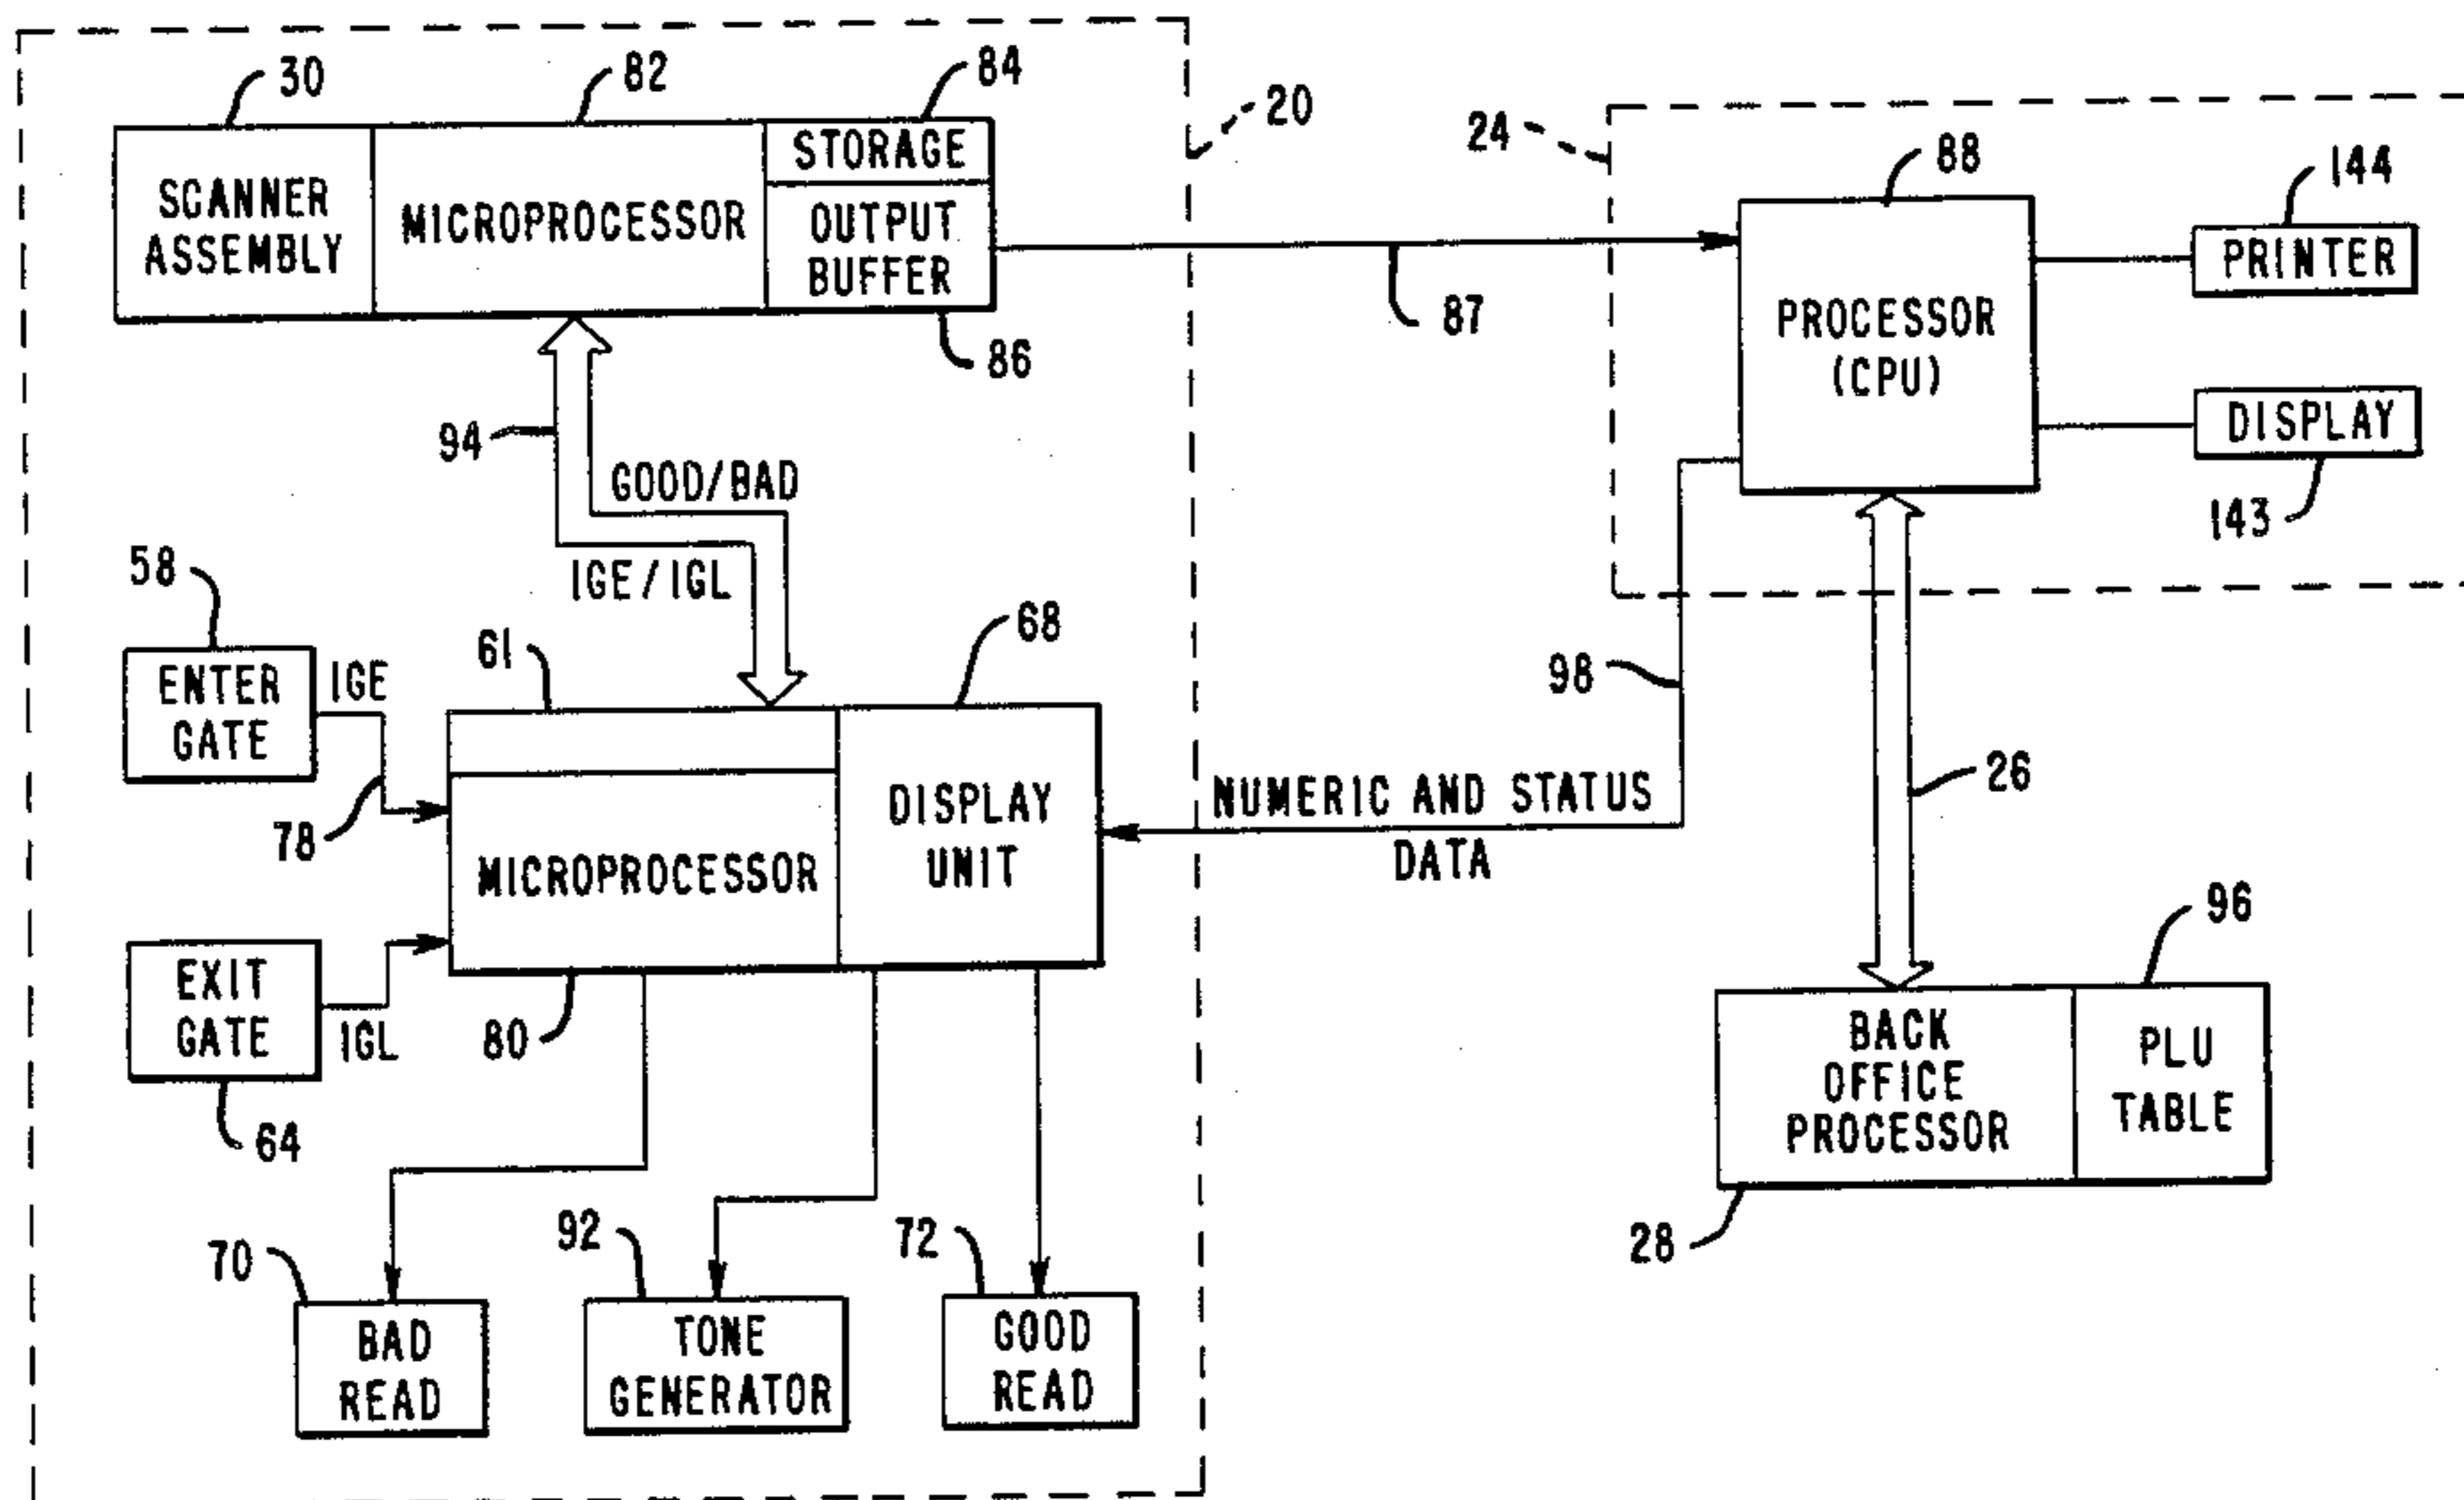 30
82
84
20
24
88
144
SCANNER
ASSEMBLY
MICROPROCESSOR
STORAGE
OUTPUT
BUFFER
86
87
PROCESSOR
(CPU)
PRINTER
DISPLAY
143
94
GOOD/BAD
IGE/IGL
58
ENTER
GATE
IGE
78
61
68
MICROPROCESSOR
DISPLAY
UNIT
98
NUMERIC AND STATUS
DATA
26
EXIT
GATE
IGL
64
80
96
BACK
OFFICE
PROCESSOR
PLU
TABLE
28
70
BAD
READ
92
TONE
GENERATOR
72
GOOD
READ